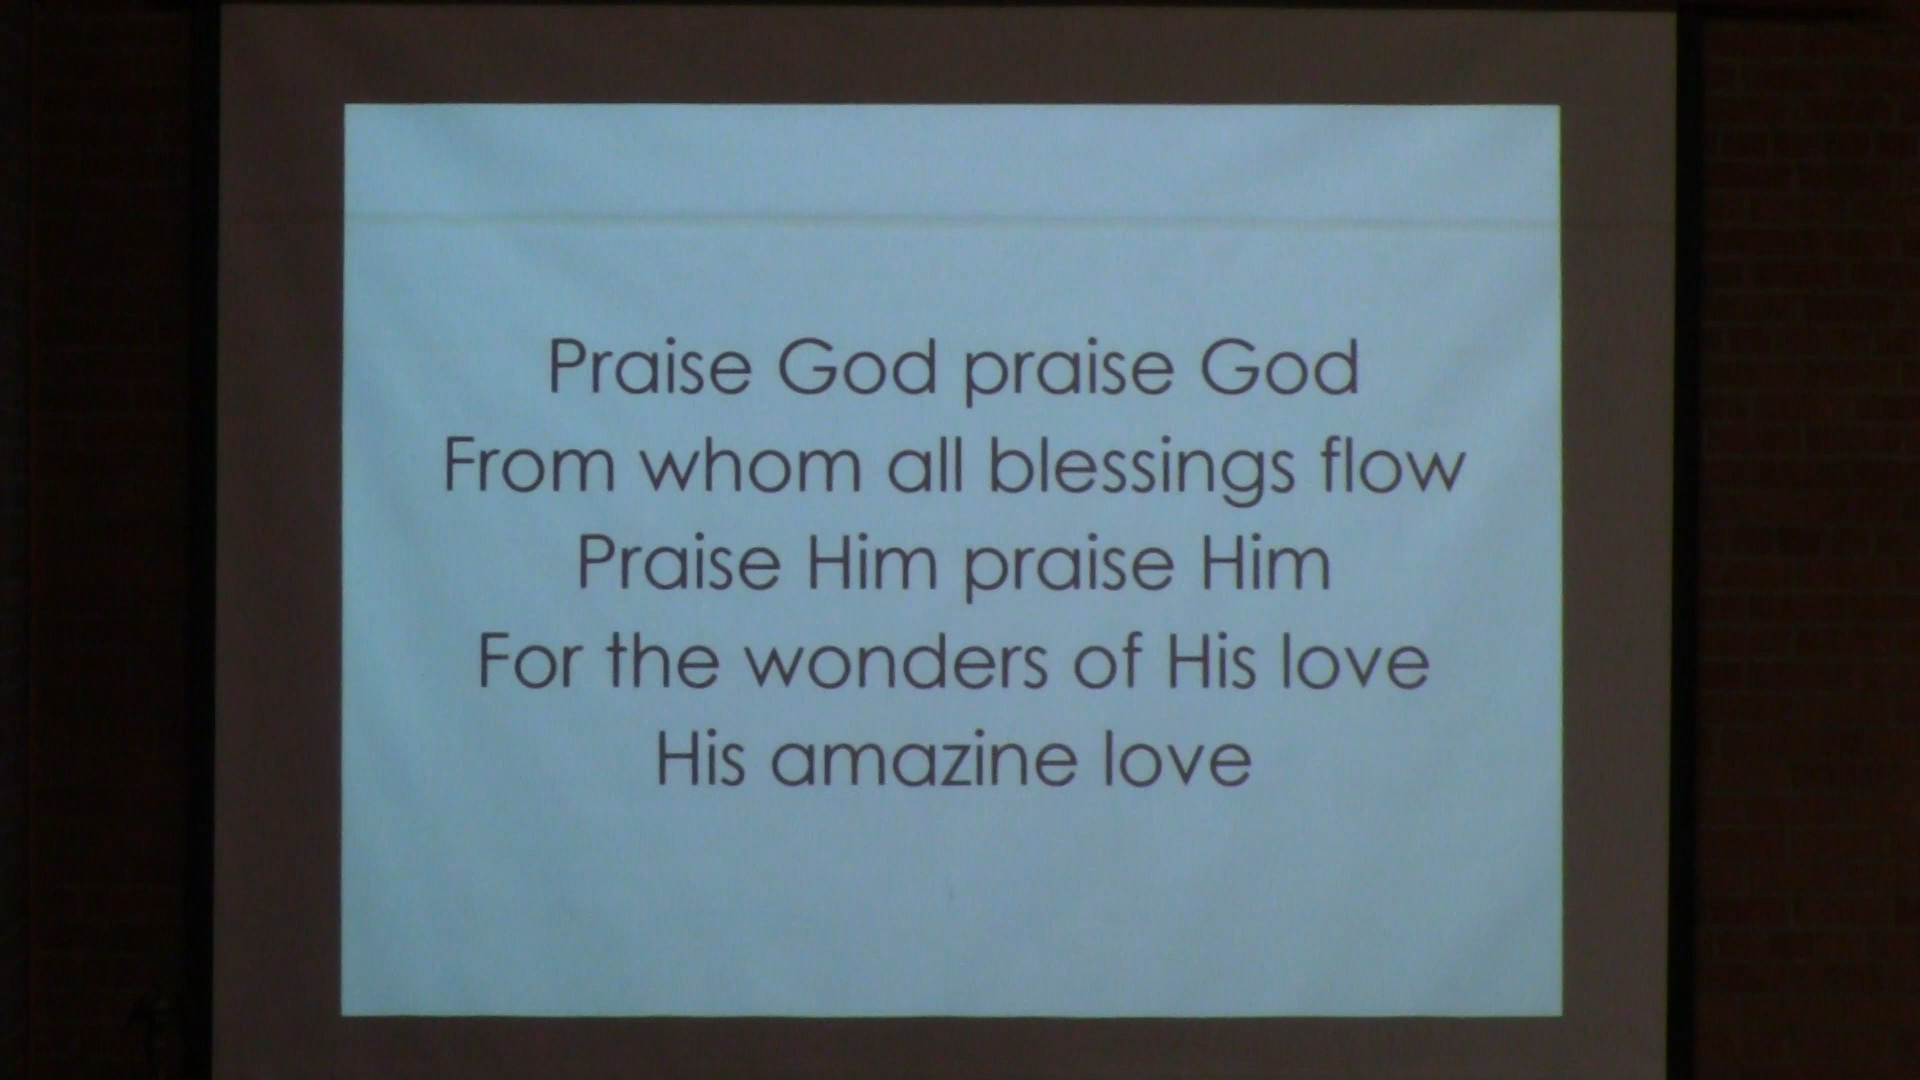 Praise God praise God
From whom all blessings flow
Praise Him praise Him
For the wonders of His love
His amazine love